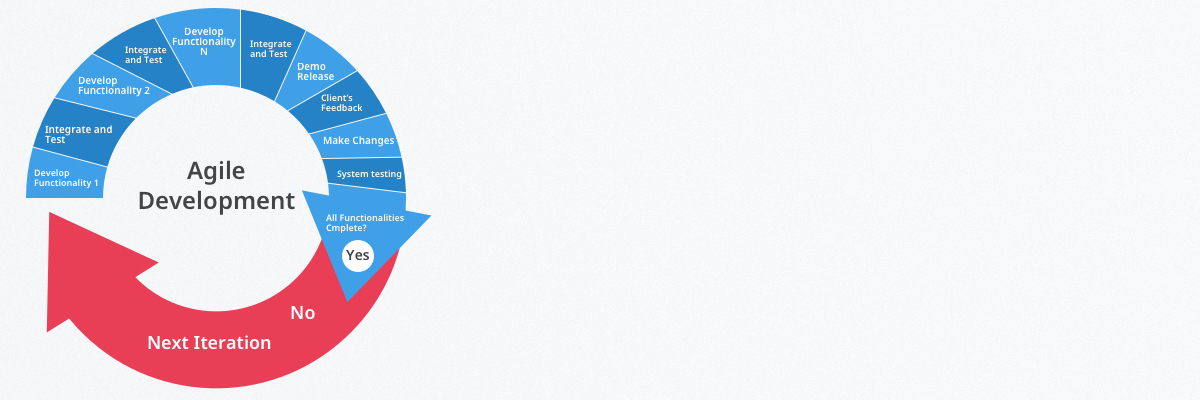 Develop
Functionality 1
Integrate and
Test
Develop
Functionality 2
Integrate
and Test
Develop
Functionality
N
Integrate
and Test
Demo
Release
Client's
Feedback
Make Changes
System testing
All Functionalities
Cmplete?
Yes
No
Next Iteration
Agile
Development